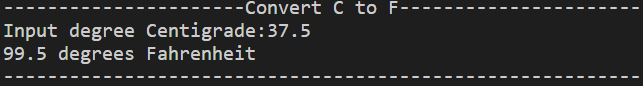 ----------------------Convert C to F----------------------
Input degree Centigrade:37.5
99.5 degrees Fahrenheit
----------------------------------------------------------